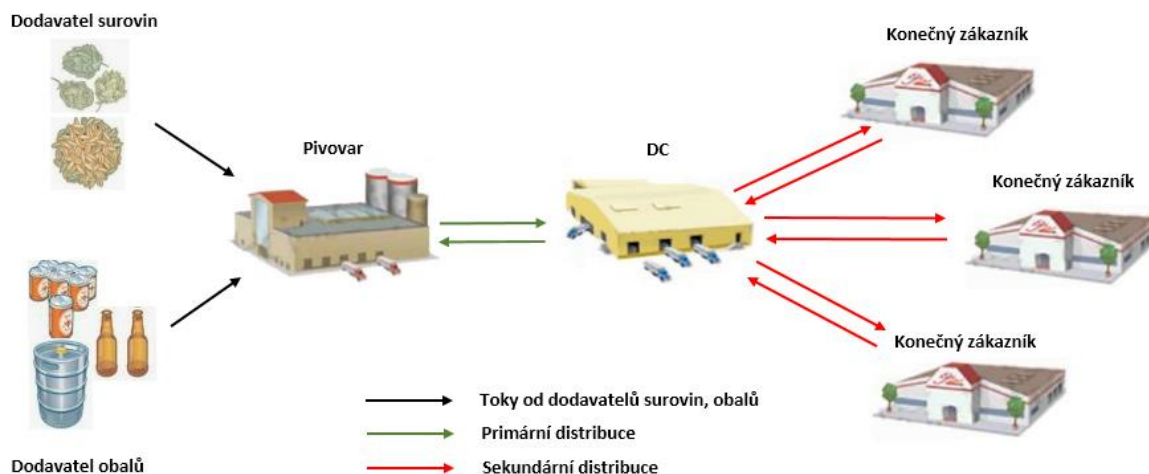 Dodavatel surovin
Konečný zákazník
Pivovar
DC
Konečný zákazník
Konečný zákazník
Toky od dodavatelů surovin, obalů
Primární distribuce
Dodavatel obalů
Sekundární distribuce